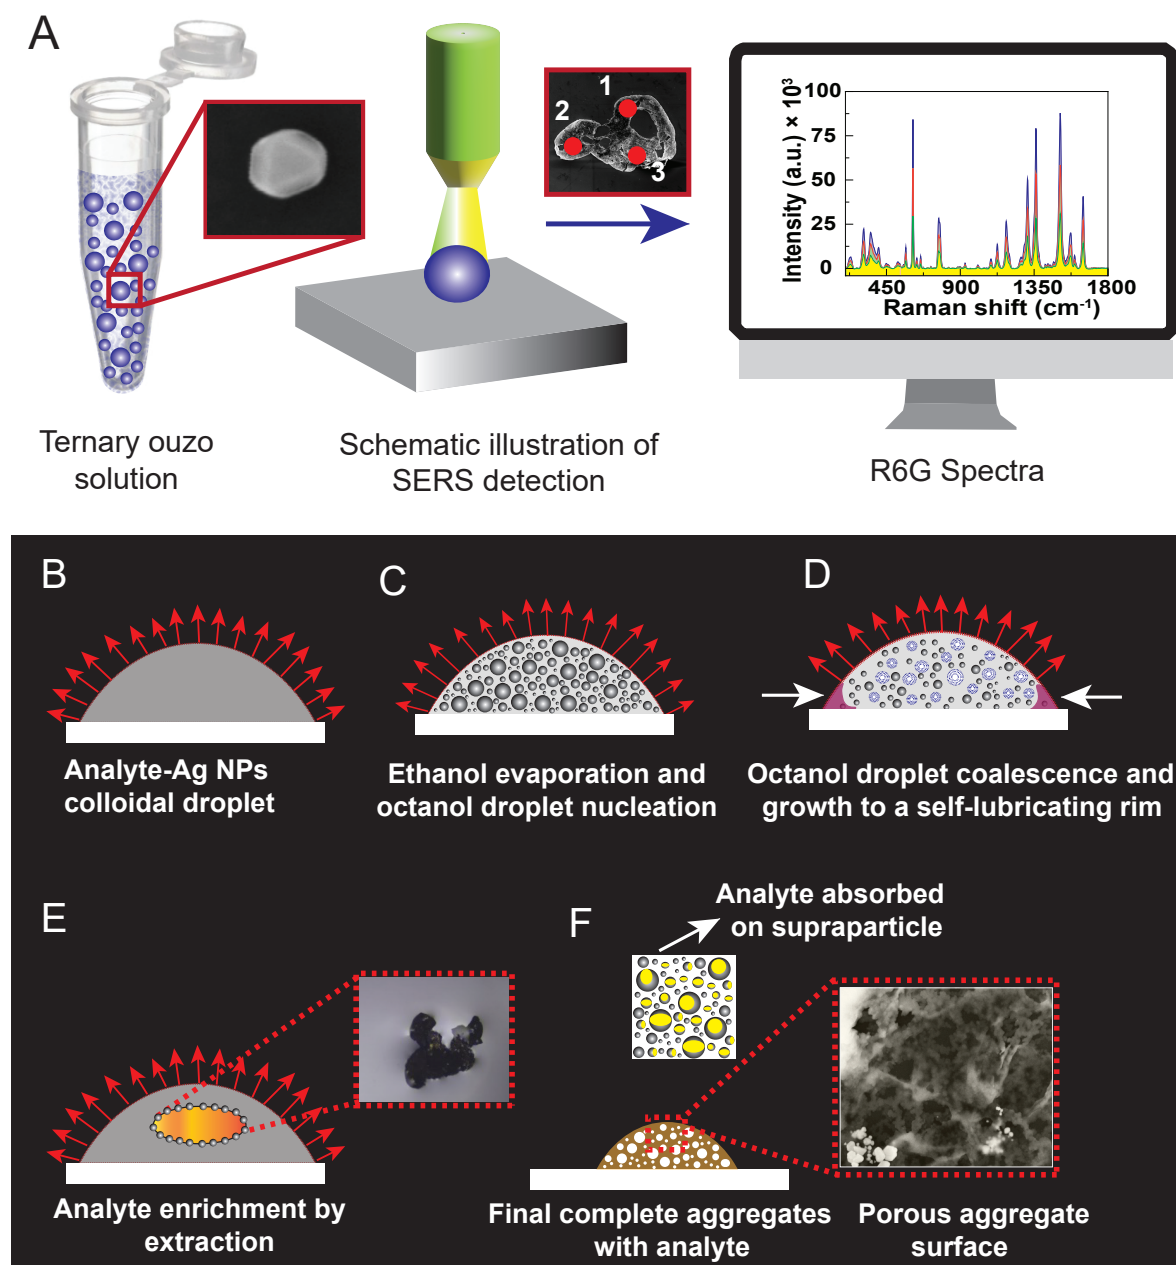 A
1
2
3
Intensity (a.u.) × 10³
100
75
50
25
0
450 900 1350 1800
Raman shift (cm⁻¹)
Ternary ouzo
solution
Schematic illustration of
SERS detection
R6G Spectra
B
Analyte-Ag NPs
colloidal droplet
C
Ethanol evaporation and
octanol droplet nucleation
D
Octanol droplet coalescence and
growth to a self-lubricating rim
E
Analyte enrichment by
extraction
F
Analyte absorbed
on supraparticle
Final complete aggregates
with analyte
Porous aggregate
surface